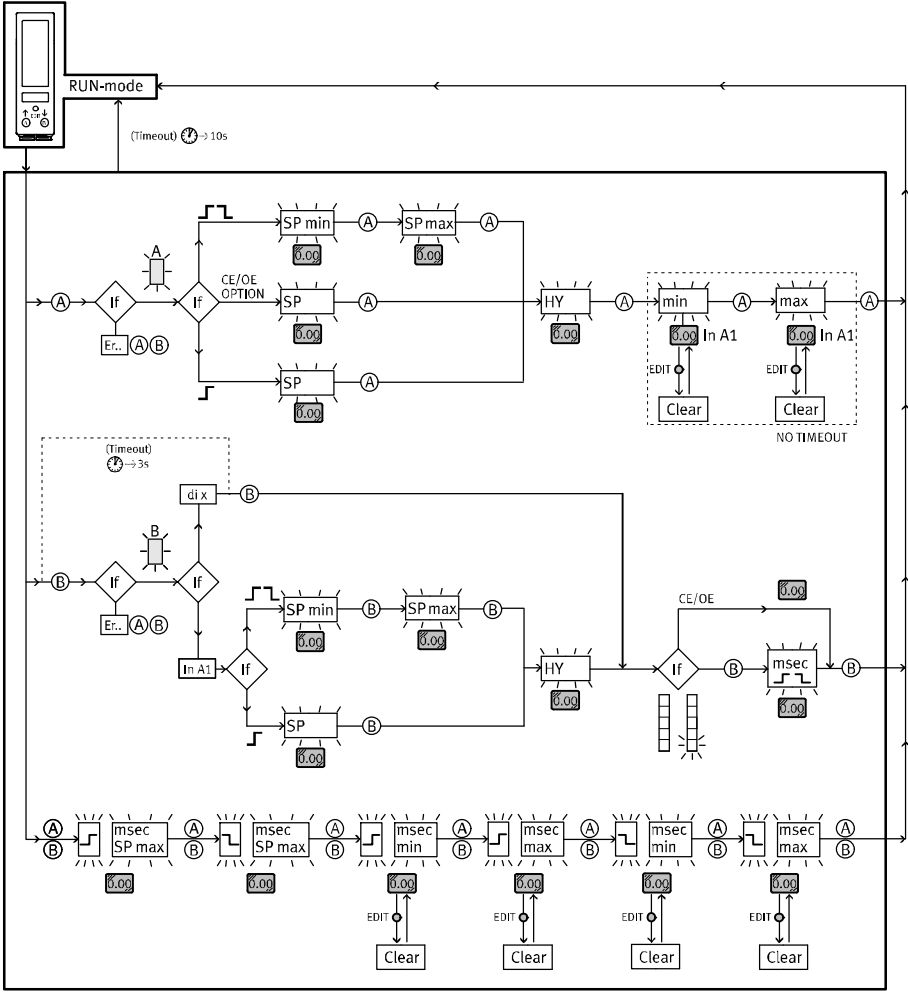 RUN-mode
(Timeout) → 10s
A
SP min
A
SP max
A
0.00
0.00
CE/OE
OPTION
A
If
If
SP
A
HY
A
min
A
max
A
Er..
A B
0.00
0.00
0.00
In A1
0.00
In A1
EDIT
EDIT
SP
A
Clear
Clear
0.00
NO TIMEOUT
(Timeout)
→ 3s
di x
B
B
B
If
If
Er..
A B
SP min
B
SP max
B
0.00
0.00
CE/OE
0.00
In A1
If
HY
If
B
msec
B
0.00
0.00
SP
B
0.00
A
B
msec
SP max
A
B
msec
SP max
A
B
msec
min
A
B
msec
max
A
B
msec
min
A
B
msec
max
A
B
0.00
0.00
0.00
0.00
0.00
0.00
EDIT
EDIT
EDIT
EDIT
Clear
Clear
Clear
Clear